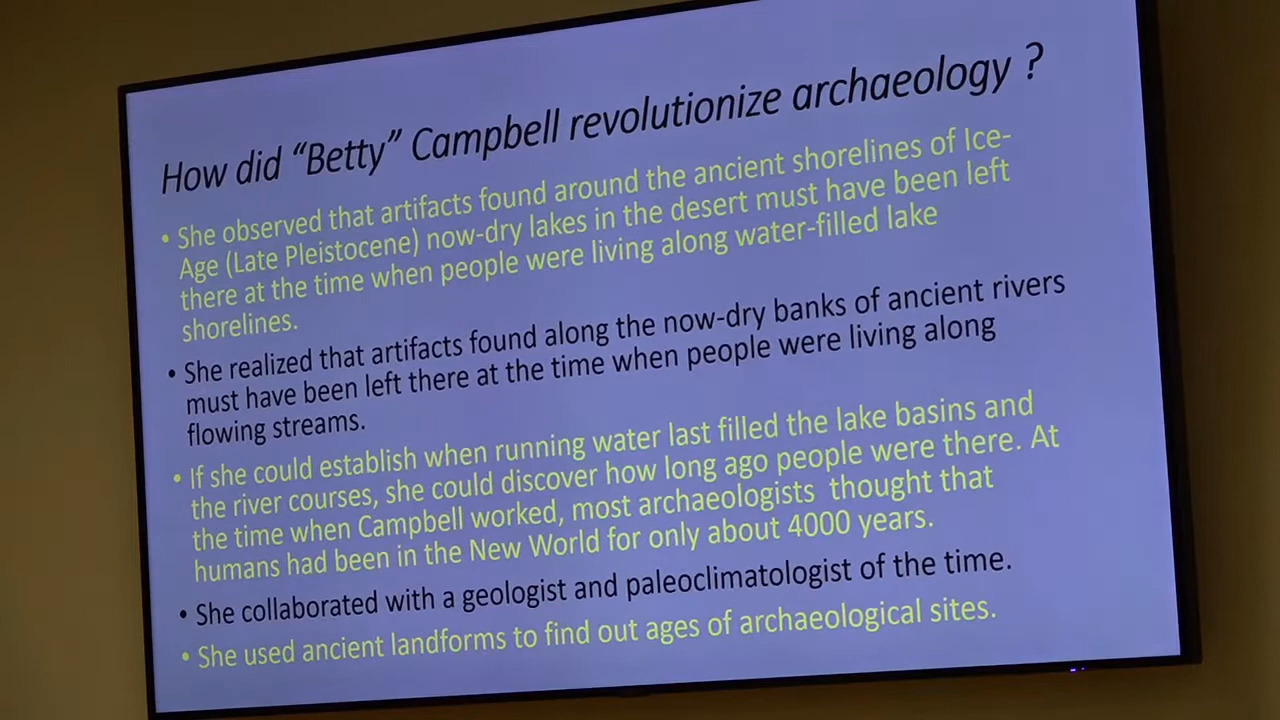 How did “Betty” Campbell revolutionize archaeology ?
• She observed that artifacts found around the ancient shorelines of Ice-
Age (Late Pleistocene) now-dry lakes in the desert must have been left
there at the time when people were living along water-filled lake
shorelines.
• She realized that artifacts found along the now-dry banks of ancient rivers
must have been left there at the time when people were living along
flowing streams.
• If she could establish when running water last filled the lake basins and
the river courses, she could discover how long ago people were there. At
the time when Campbell worked, most archaeologists thought that
humans had been in the New World for only about 4000 years.
• She collaborated with a geologist and paleoclimatologist of the time.
• She used ancient landforms to find out ages of archaeological sites.